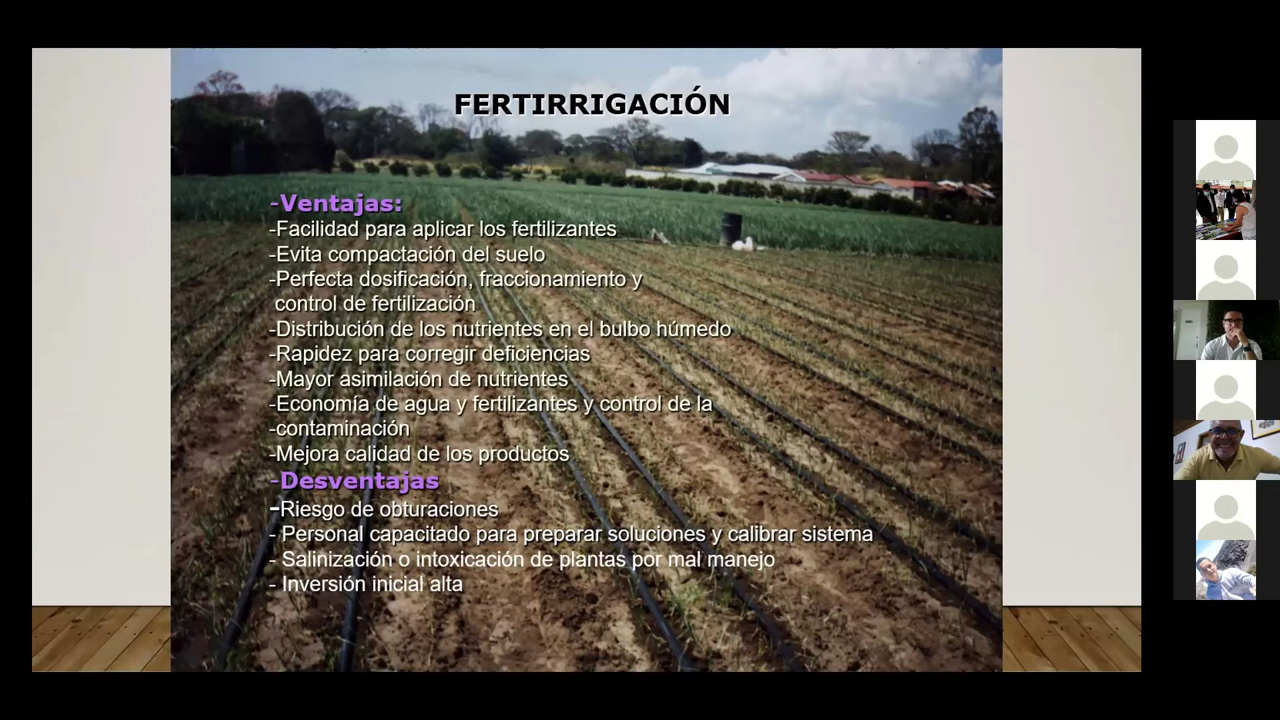 FERTIRRIGACIÓN
-Ventajas:
-Facilidad para aplicar los fertilizantes
-Evita compactación del suelo
-Perfecta dosificación, fraccionamiento y
control de fertilización
-Distribución de los nutrientes en el bulbo húmedo
-Rapidez para corregir deficiencias
-Mayor asimilación de nutrientes
-Economía de agua y fertilizantes y control de la
-contaminación
-Mejora calidad de los productos
-Desventajas
-Riesgo de obturaciones
- Personal capacitado para preparar soluciones y calibrar sistema
- Salinización o intoxicación de plantas por mal manejo
- Inversión inicial alta